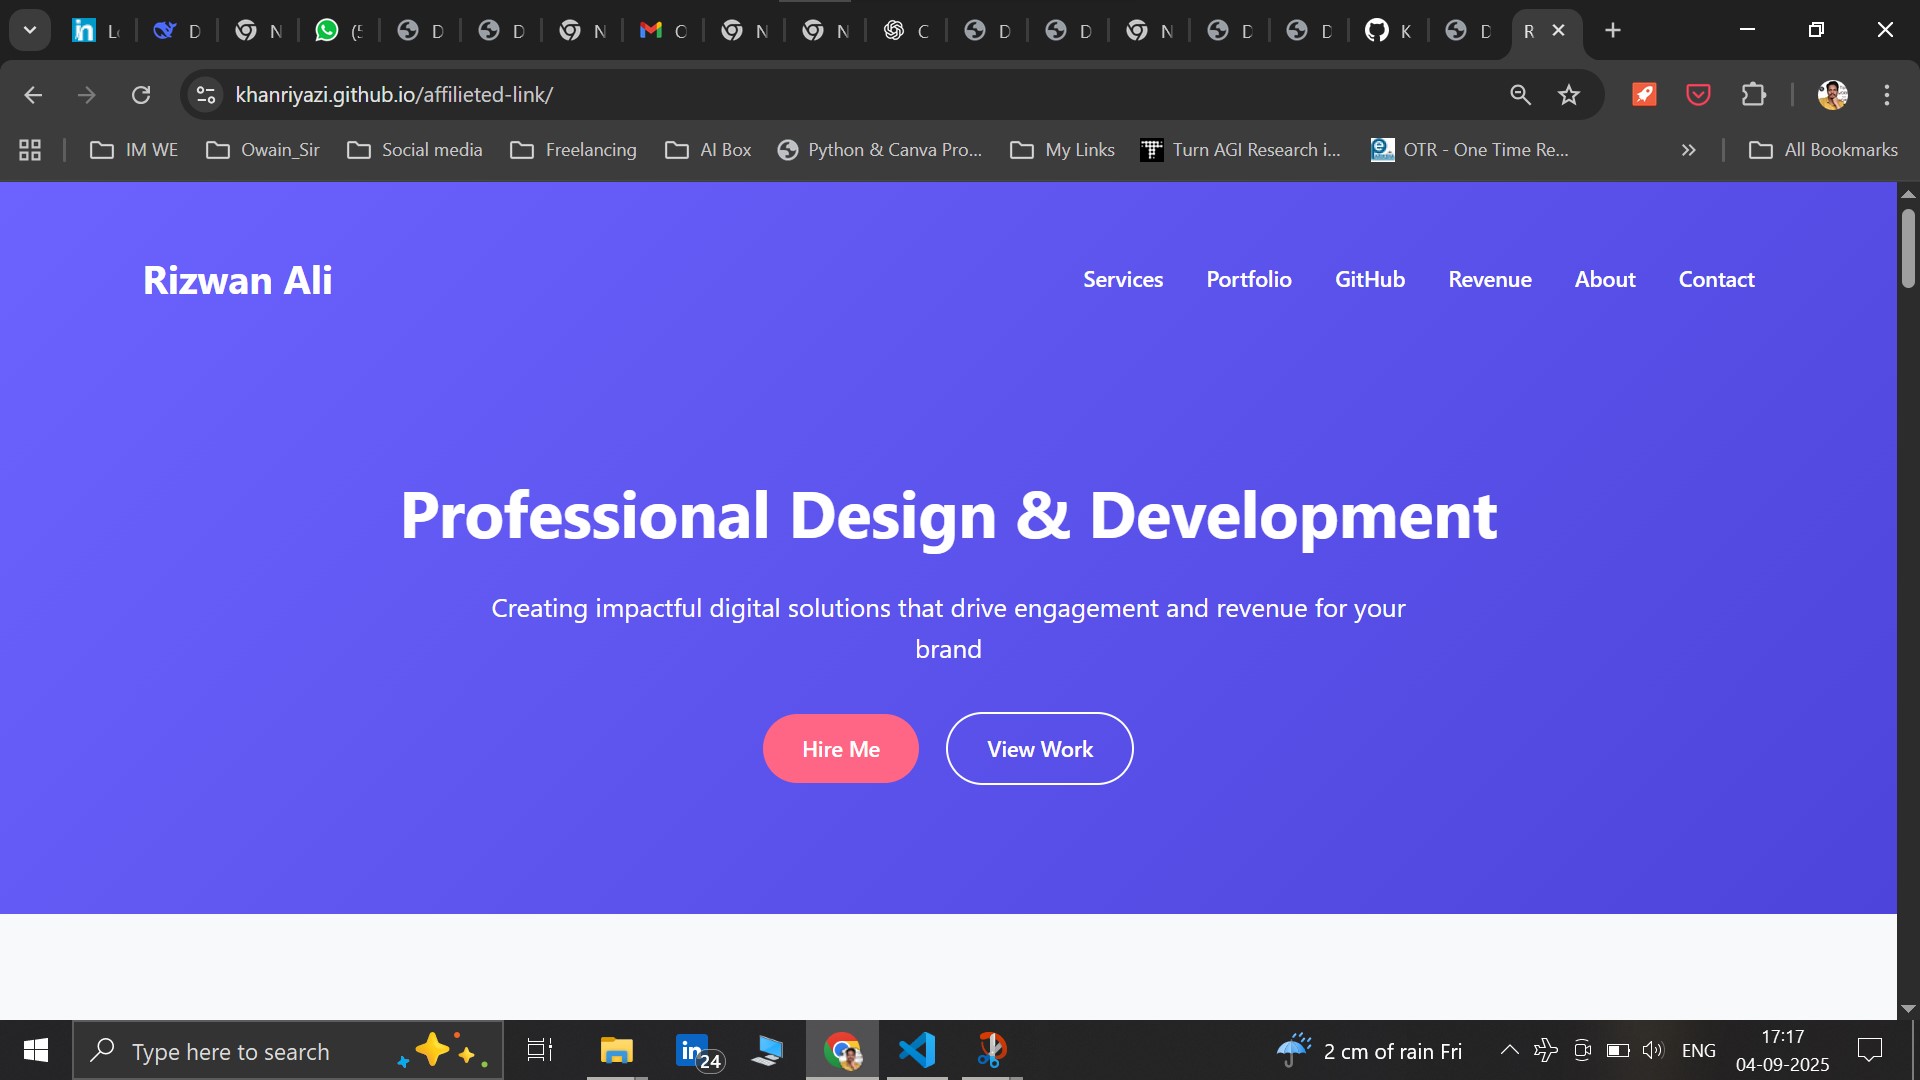 L
D
N
(5
D
D
N
O
N
N
C
D
D
N
D
D
K
D
R
khanriyazi.github.io/affilieted-link/
IM WE
Owain_Sir
Social media
Freelancing
AI Box
Python & Canva Pro...
My Links
Turn AGI Research i...
OTR - One Time Re...
All Bookmarks
Rizwan Ali
Services
Portfolio
GitHub
Revenue
About
Contact
Professional Design & Development
Creating impactful digital solutions that drive engagement and revenue for your
brand
Hire Me
View Work
Type here to search
24
2 cm of rain Fri
ENG
17:17
04-09-2025